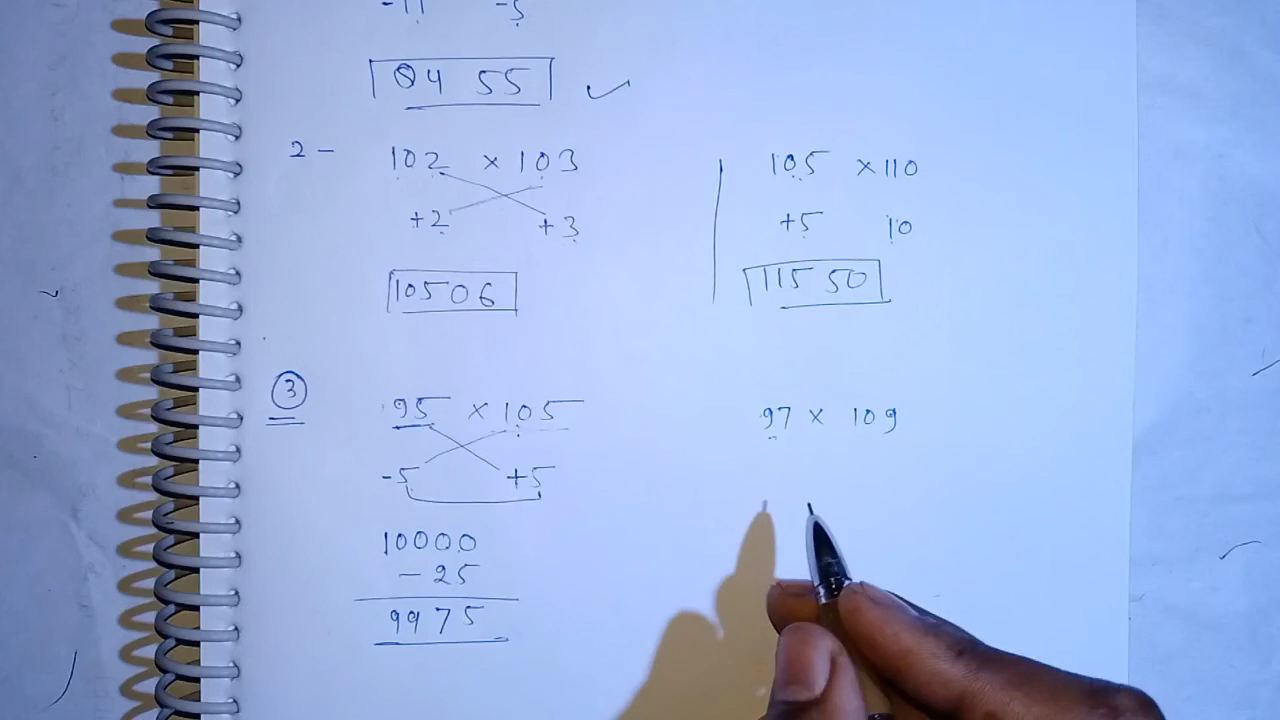 -11 -5
84 55
2- 102 × 103
+2 +3
10506
105 × 110
+5 10
115 50
3
95 × 105
-5 +5
10000
- 25
9975
97 × 109